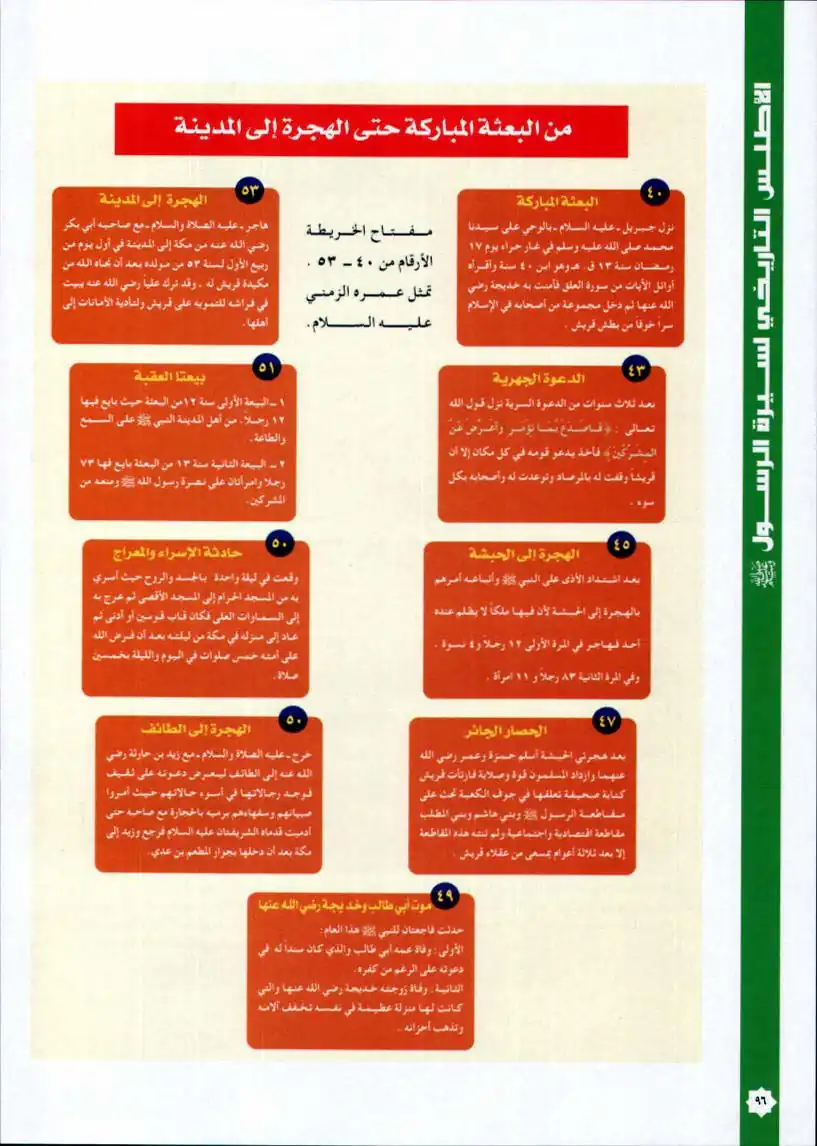 الأطلس التاريخي لسيرة الرسول ﷺ
من البعثة المباركة حتى الهجرة إلى المدينة
مفتاح الخريطة
الأرقام من ٤٠ - ٥٣ .
تمثل عمره الزمني
عليه السلام.
٤٠
البعثة المباركة
نزل جبريل - عليه السلام - بالوحي على سيدنا
محمد صلى الله عليه وسلم في غار حراء يوم ١٧
رمضان سنة ١٣ ق.هـ وهو ابن ٤٠ سنة وأقرأه
أوائل الآيات من سورة العلق فآمنت به خديجة رضي
الله عنها ثم دخل مجموعة من أصحابه في الإسلام
سراً خوفاً من بطش قريش .
٤٣
الدعوة الجهرية
بعد ثلاث سنوات من الدعوة السرية نزل قول الله
تعالى : ﴿ فَاصْدَعْ بِمَا تُؤْمَرُ وَأَعْرِضْ عَنِ
الْمُشْرِكِينَ﴾ فأخذ يدعو قومه في كل مكان إلا أن
قريشاً وقفت له بالمرصاد وتوعدت له وأصحابه بكل
سوء .
٤٥
الهجرة إلى الحبشة
بعد اشتداد الأذى على النبي ﷺ وأتباعه أمرهم
بالهجرة إلى الحبشة لأن فيها ملكاً لا يظلم عنده
أحد فهاجر في المرة الأولى ١٢ رجلاً و٤ نسوة .
وفي المرة الثانية ٨٣ رجلاً و ١١ امرأة .
٤٧
الحصار الجائر
بعد هجرتي الحبشة أسلم حمزة وعمر رضي الله
عنهما وازداد المسلمون قوة وصلابة فارتأت قريش
كتابة صحيفة تعلقها في جوف الكعبة تحث على
مقاطعة الرسول ﷺ وبني هاشم وبني المطلب
مقاطعة اقتصادية واجتماعية ولم تنته هذه المقاطعة
إلا بعد ثلاثة أعوام بمسعى من عقلاء قريش .
٤٩
موت أبي طالب وخديجة رضي الله عنها
حدثت فاجعتان للنبي ﷺ هذا العام:
الأولى : وفاة عمه أبي طالب والذي كان سنداً له في
دعوته على الرغم من كفره.
الثانية : وفاة زوجته خديجة رضي الله عنها والتي
كانت لها منزلة عظيمة في نفسه تخفف آلامه
وتذهب أحزانه .
٥٠
الهجرة إلى الطائف
خرج - عليه الصلاة والسلام - مع زيد بن حارثة رضي
الله عنه إلى الطائف ليعرض دعوته على ثقيف
فوجد رجالاتها في أسوء حالاتهم حيث أمروا
صبيانهم وسفهاءهم برميه بالحجارة مع صاحبه حتى
أدميت قدماه الشريفتان عليه السلام فرجع وزيد إلى
مكة بعد أن دخلها بجوار المطعم بن عدي.
٥٠
حادثة الإسراء والمعراج
وقعت في ليلة واحدة بالجسد والروح حيث أسري
به من المسجد الحرام إلى المسجد الأقصى ثم عرج به
إلى السماوات العلى فكان قاب قوسين أو أدنى ثم
عاد إلى منزله في مكة من ليلته بعد أن فرض الله
على أمته خمس صلوات في اليوم والليلة بخمسين
صلاة.
٥١
بيعتا العقبة
١ - البيعة الأولى سنة ١٢ من البعثة حيث بايع فيها
١٢ رجلاً. من أهل المدينة النبي ﷺ على السمع
والطاعة.
٢ - البيعة الثانية سنة ١٣ من البعثة بايع فيها ٧٣
رجلا وامرأتان على نصرة رسول الله ﷺ ومنعه من
المشركين.
٥٣
الهجرة إلى المدينة
هاجر - عليه الصلاة والسلام - مع صاحبه أبي بكر
رضي الله عنه من مكة إلى المدينة في أول يوم من
ربيع الأول لسنة ٥٣ من مولده بعد أن نجاه الله من
مكيدة قريش له . وقد ترك علياً رضي الله عنه يبيت
في فراشه للتمويه على قريش ولتأدية الأمانات إلى
أهلها.
٩٦